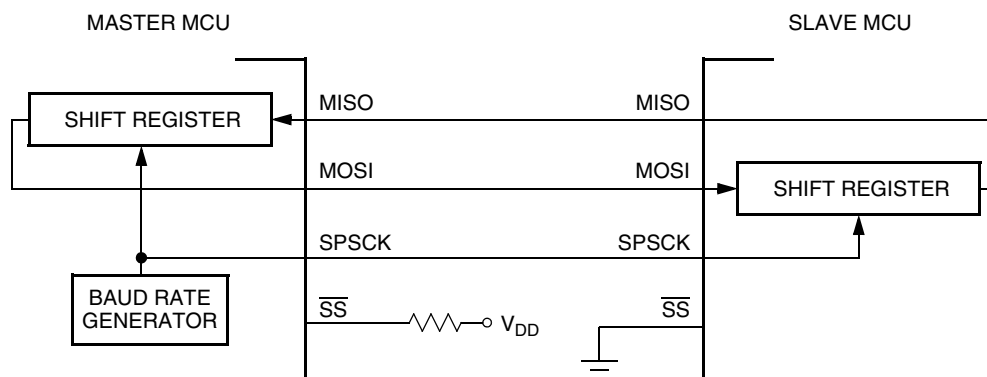 MASTER MCU
SLAVE MCU
SHIFT REGISTER
MISO
MISO
MOSI
MOSI
SHIFT REGISTER
SPSCK
SPSCK
BAUD RATE
GENERATOR
SS
VDD
SS